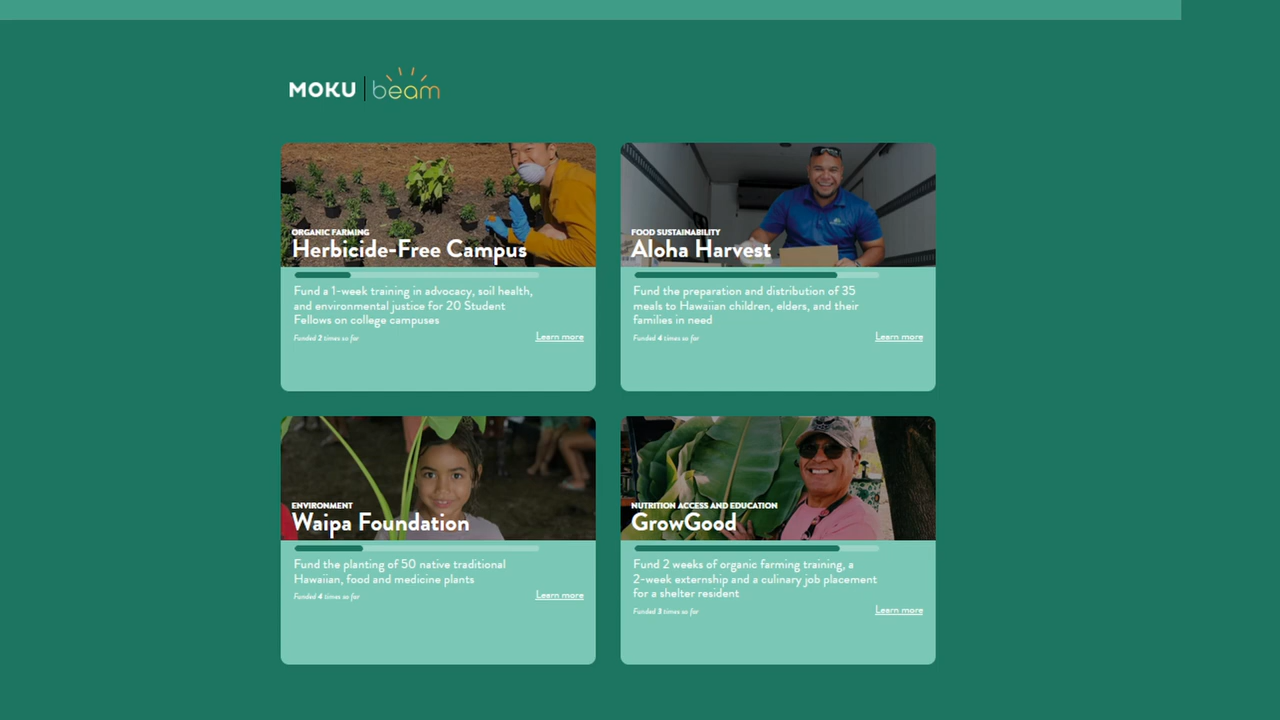 MOKU | beam
ORGANIC FARMING
Herbicide-Free Campus
Fund a 1-week training in advocacy, soil health,
and environmental justice for 20 Student
Fellows on college campuses
Funded 2 times so far
Learn more
FOOD SUSTAINABILITY
Aloha Harvest
Fund the preparation and distribution of 35
meals to Hawaiian children, elders, and their
families in need
Funded 4 times so far
Learn more
ENVIRONMENT
Waipa Foundation
Fund the planting of 50 native traditional
Hawaiian, food and medicine plants
Funded 4 times so far
Learn more
NUTRITION ACCESS AND EDUCATION
GrowGood
Fund 2 weeks of organic farming training, a
2-week externship and a culinary job placement
for a shelter resident
Funded 3 times so far
Learn more